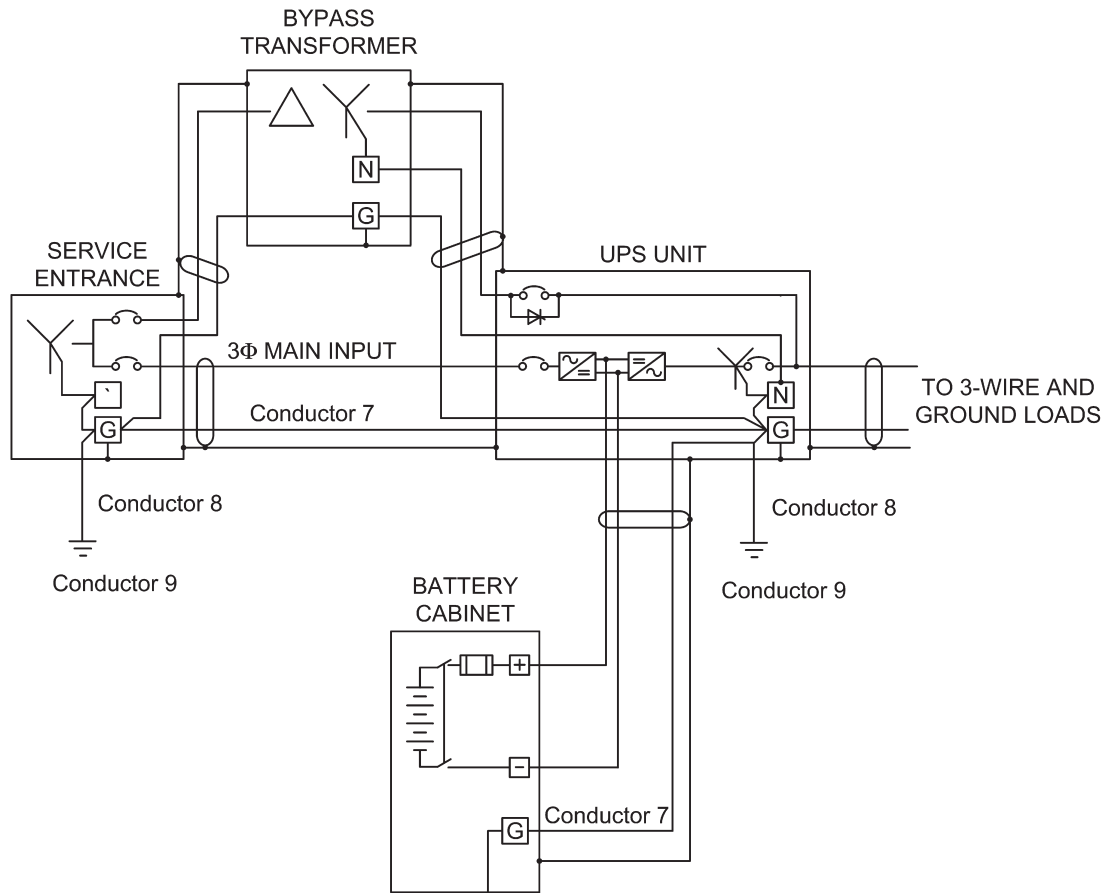 BYPASS
TRANSFORMER
N
G
SERVICE
ENTRANCE
UPS UNIT
3Φ MAIN INPUT
`
N
TO 3-WIRE AND
GROUND LOADS
Conductor 7
G
G
Conductor 8
Conductor 8
Conductor 9
Conductor 9
BATTERY
CABINET
+
-
Conductor 7
G